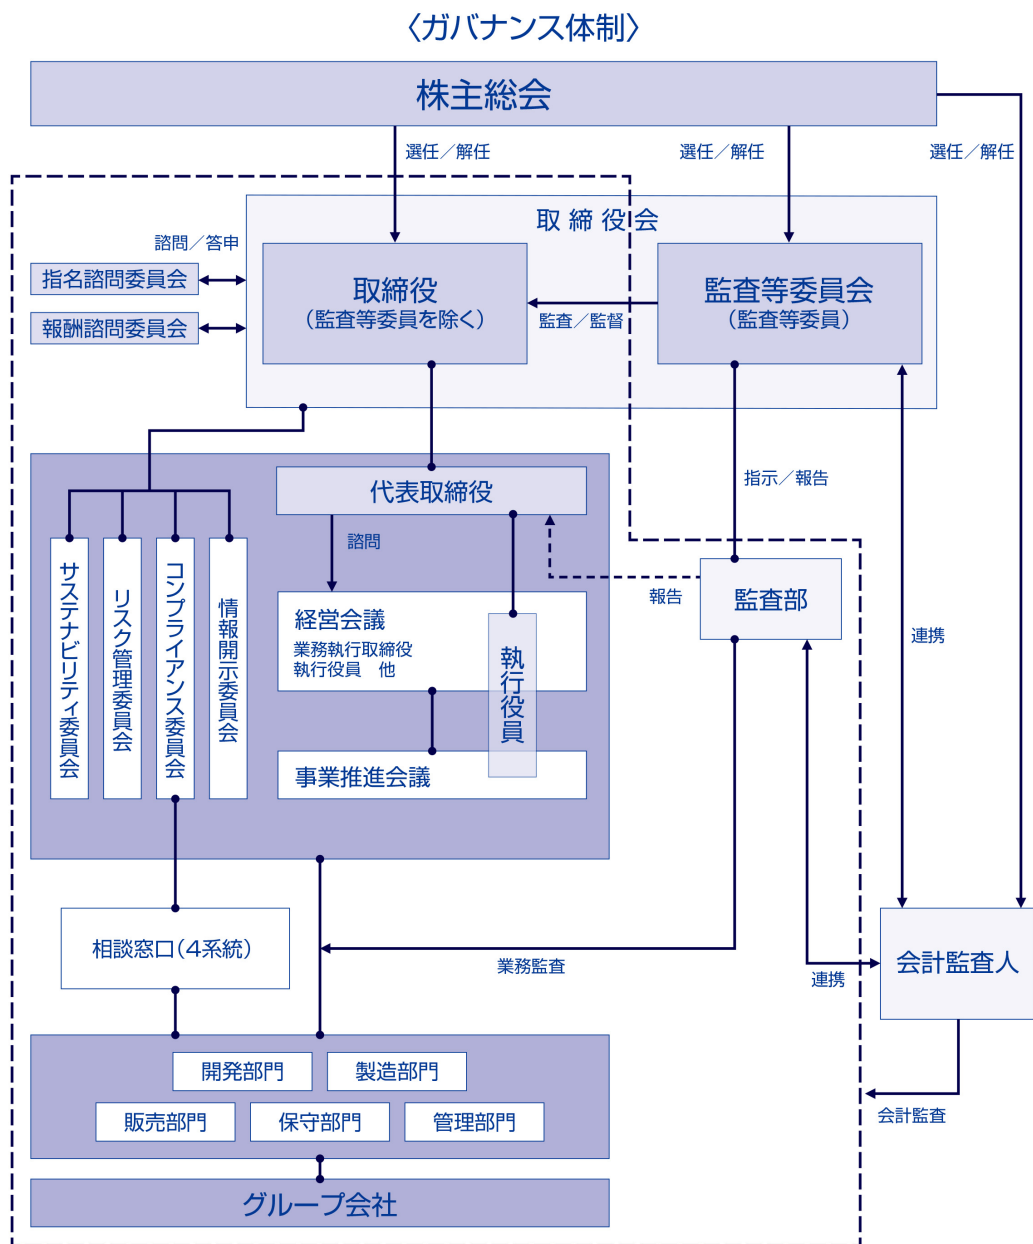 〈ガバナンス体制〉
株主総会
選任／解任
選任／解任
選任／解任
取締役会
諮問／答申
指名諮問委員会
報酬諮問委員会
取締役
（監査等委員を除く）
監査／監督
監査等委員会
（監査等委員）
代表取締役
指示／報告
諮問
報告
監査部
連携
サステナビリティ委員会
リスク管理委員会
コンプライアンス委員会
情報開示委員会
経営会議
業務執行取締役
執行役員　他
執行役員
事業推進会議
相談窓口（4系統）
業務監査
連携
会計監査人
開発部門
製造部門
販売部門
保守部門
管理部門
会計監査
グループ会社